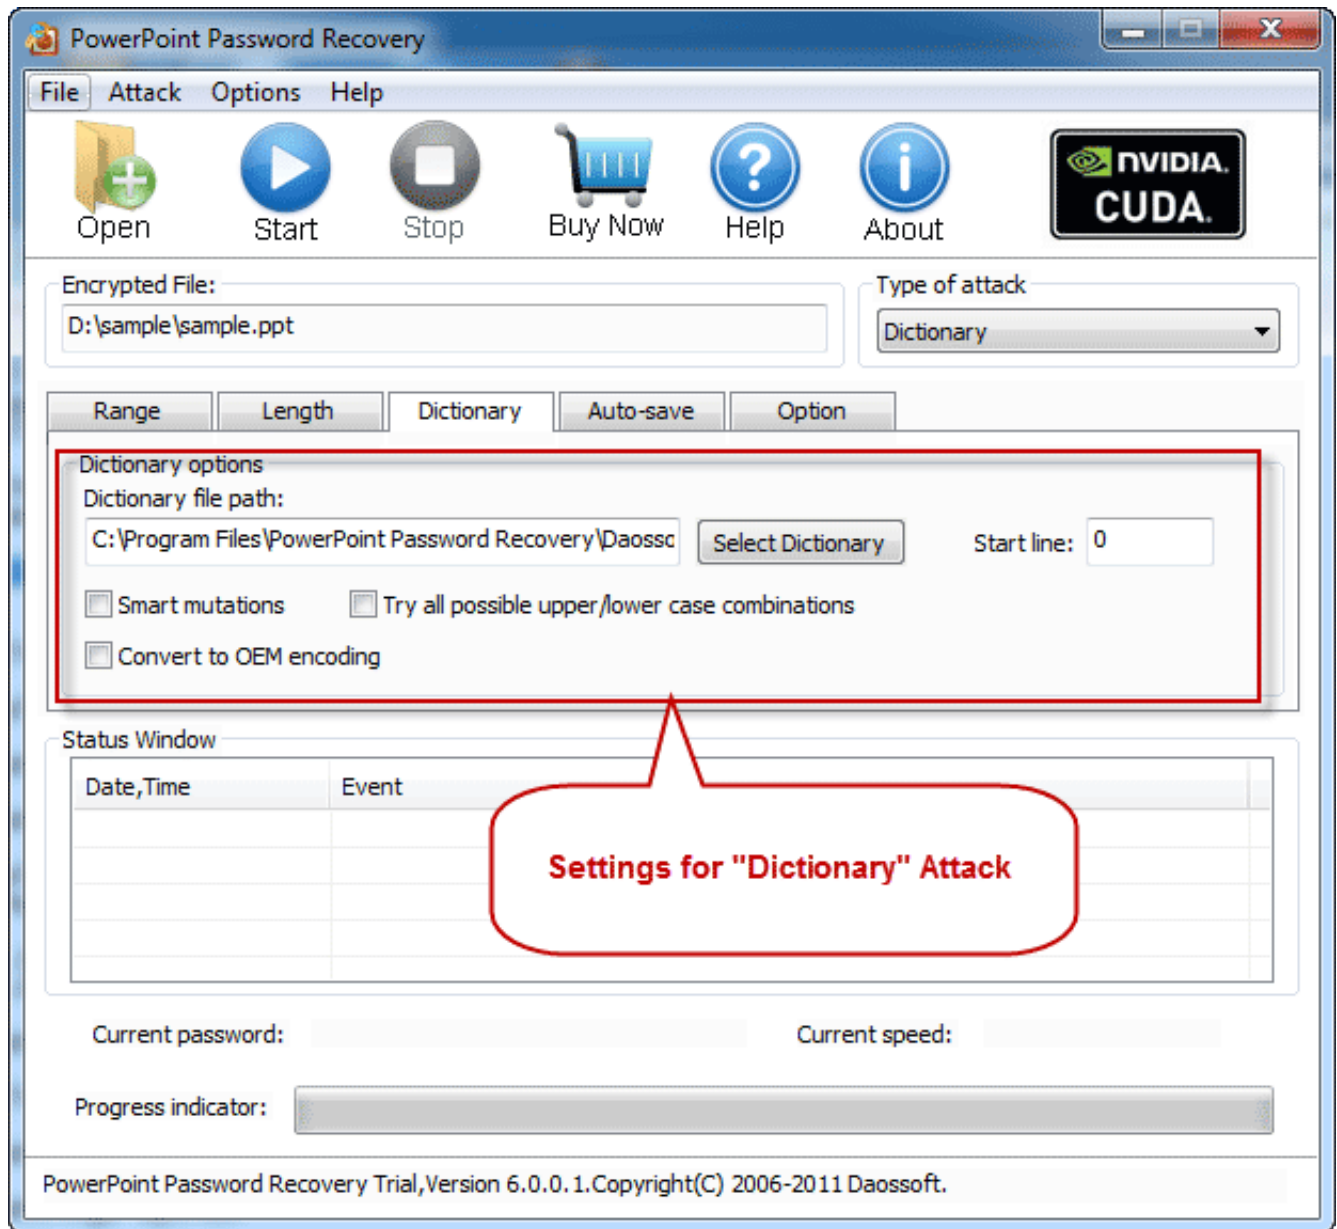 PowerPoint Password Recovery
File Attack Options Help
Open Start Stop Buy Now Help About
NVIDIA.
CUDA.
Encrypted File:
Type of attack
D:\sample\sample.ppt
Dictionary
Range Length Dictionary Auto-save Option
Dictionary options
Dictionary file path:
C:\Program Files\PowerPoint Password Recovery\Daossc
Select Dictionary
Start line: 0
Smart mutations
Try all possible upper/lower case combinations
Convert to OEM encoding
Status Window
Date,Time Event
Settings for "Dictionary" Attack
Current password:
Current speed:
Progress indicator:
PowerPoint Password Recovery Trial,Version 6.0.0.1.Copyright(C) 2006-2011 Daossoft.